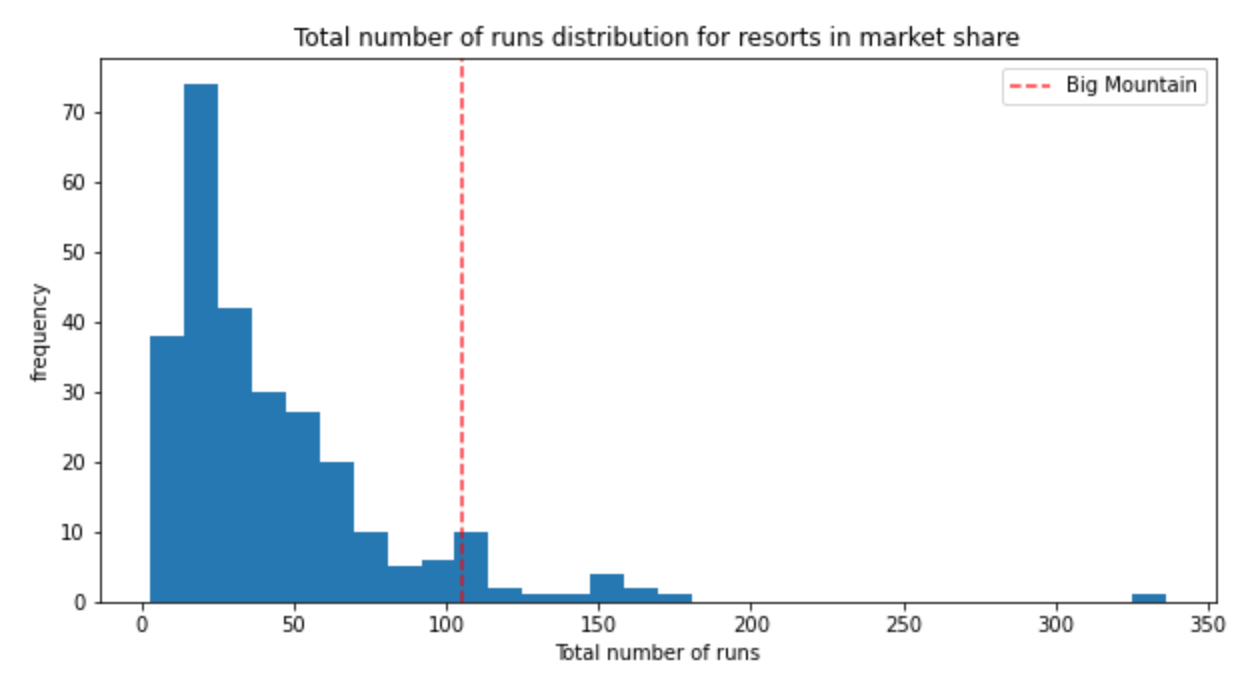 Total number of runs distribution for resorts in market share
Big Mountain
70
60
50
40
30
20
10
0
frequency
0 50 100 150 200 250 300 350
Total number of runs